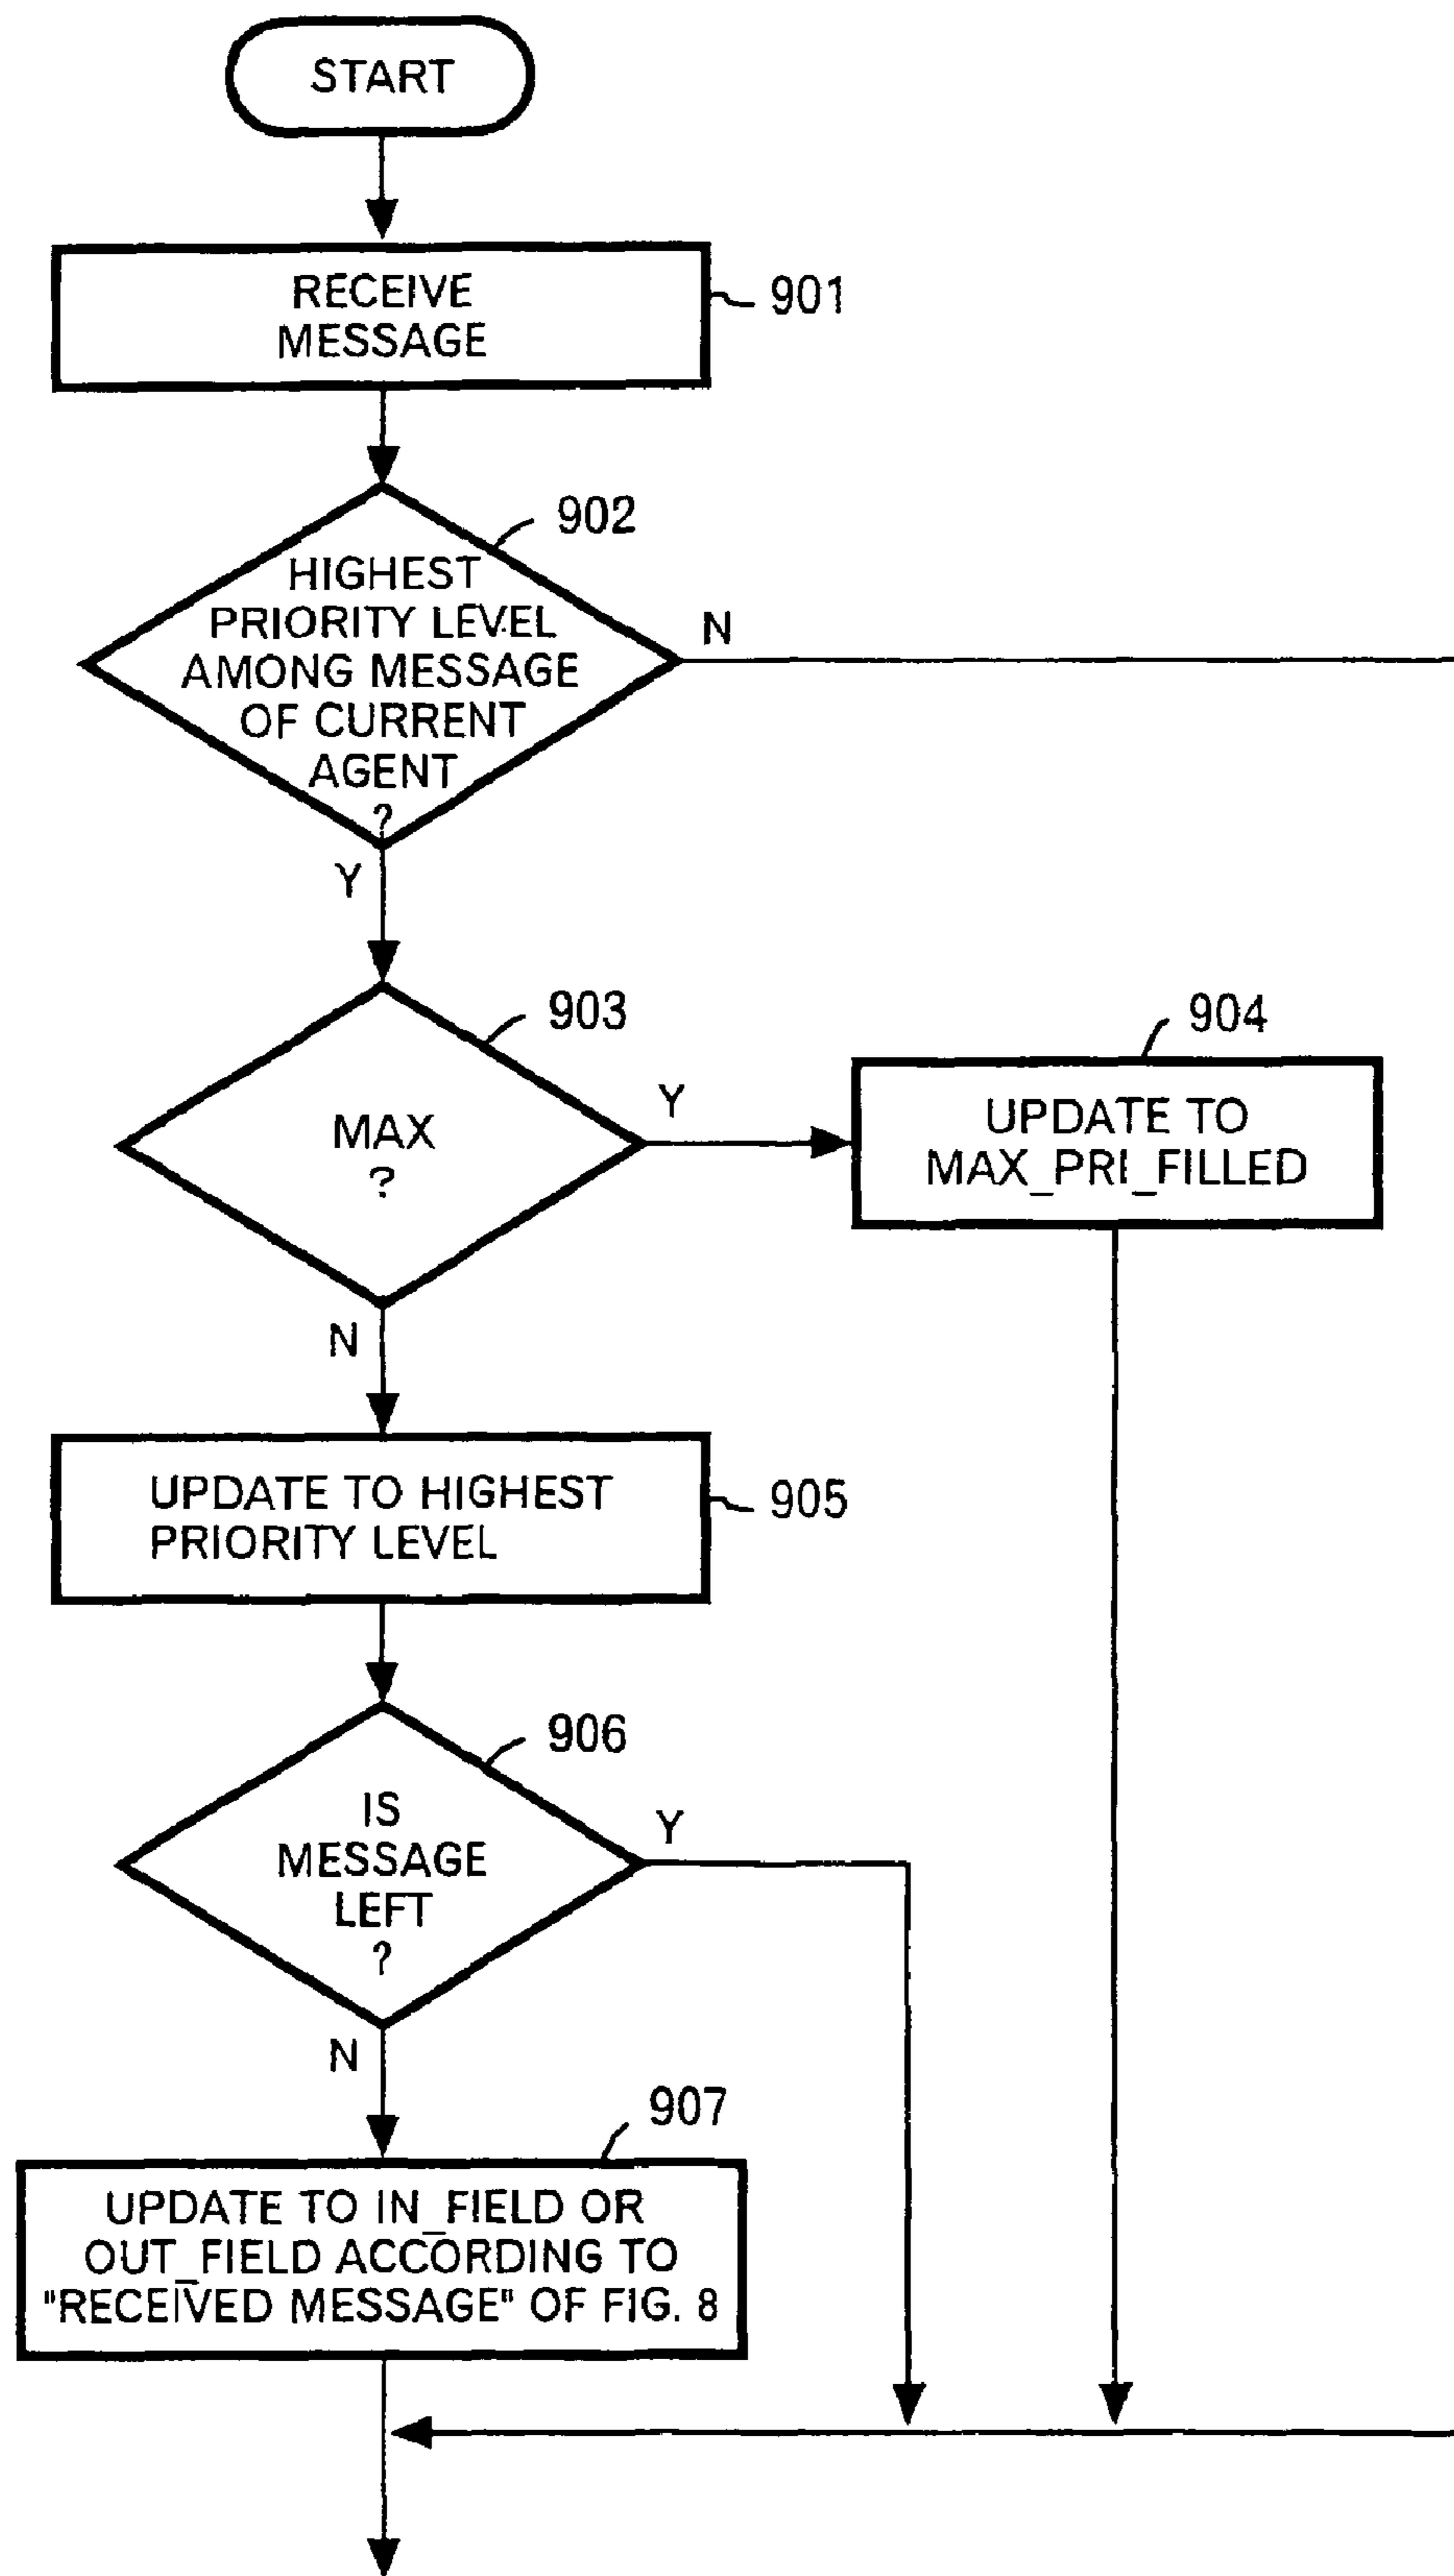 START
RECEIVE
MESSAGE
901
902
HIGHEST
PRIORITY LEVEL
AMONG MESSAGE
OF CURRENT
AGENT
?
N
Y
903
MAX
?
Y
904
UPDATE TO
MAX_PRI_FILLED
N
UPDATE TO HIGHEST
PRIORITY LEVEL
905
906
IS
MESSAGE
LEFT
?
Y
N
907
UPDATE TO IN_FIELD OR
OUT_FIELD ACCORDING TO
"RECEIVED MESSAGE" OF FIG. 8